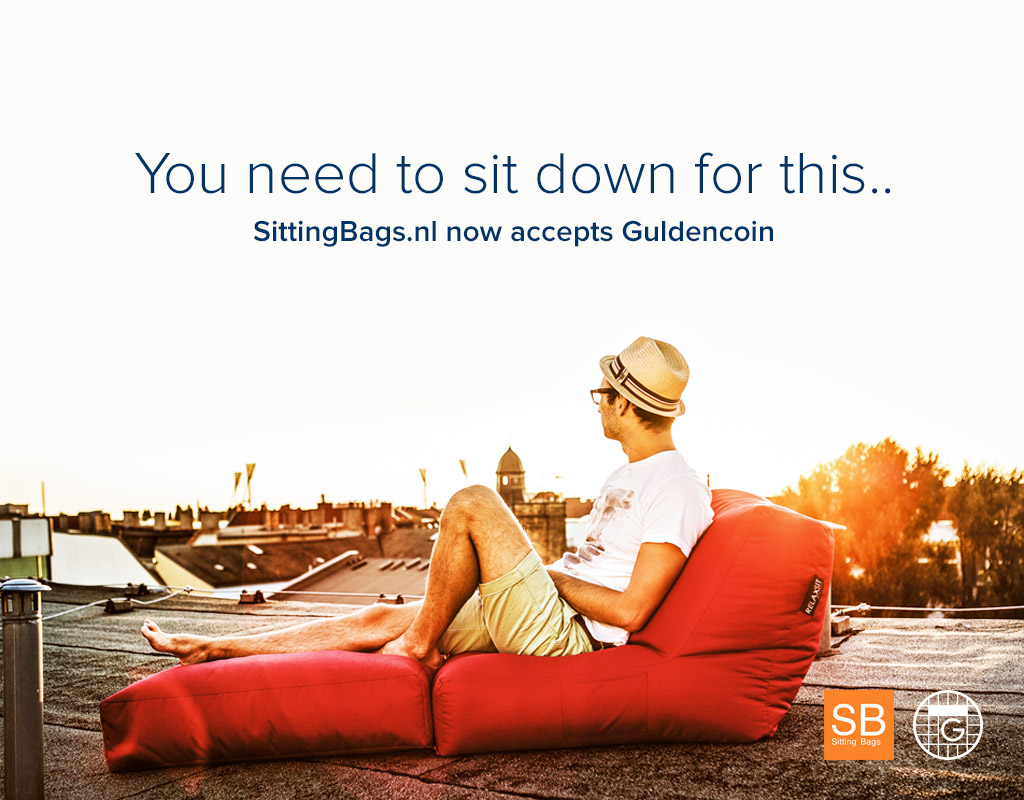 You need to sit down for this..
SittingBags.nl now accepts Guldencoin
RELAXSIT
SB
Sitting Bags
G